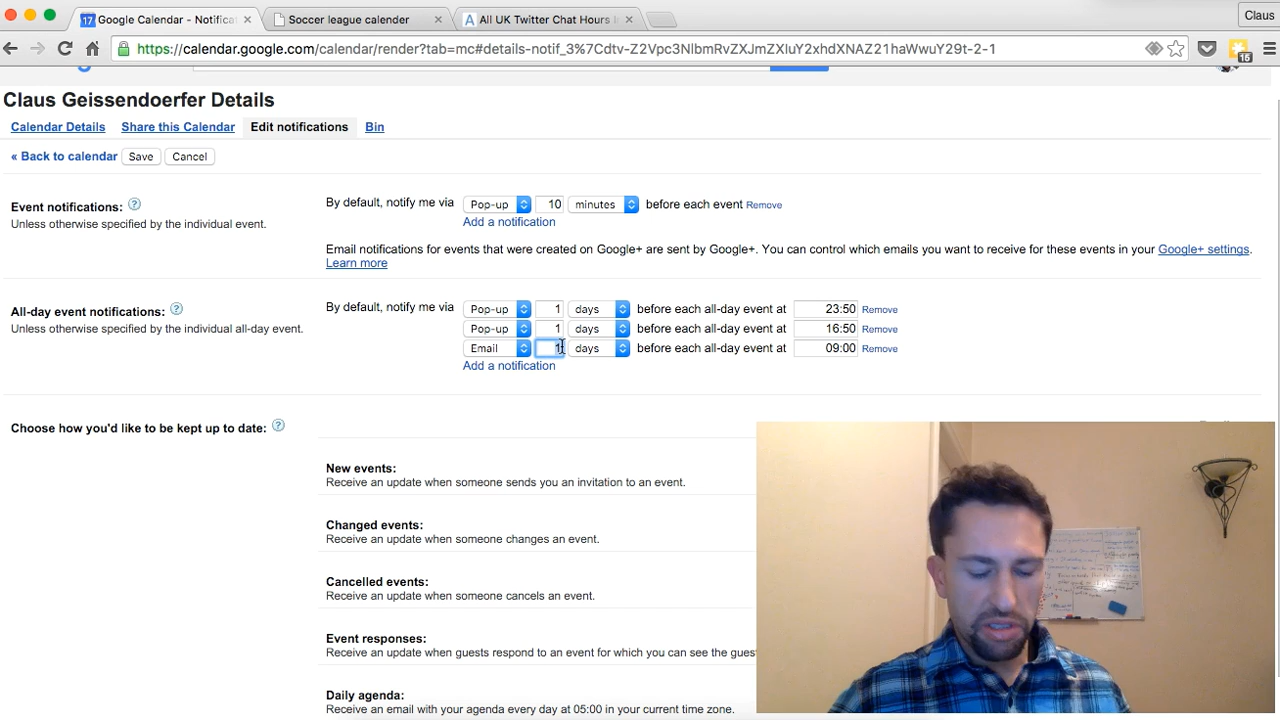 Google Calendar - Notificat
Soccer league calender
All UK Twitter Chat Hours i
Claus
https://calendar.google.com/calendar/render?tab=mc#details-notif_3%7Cdtv-Z2Vpc3NlbmRvZXJmZXIuY2xhdXNAZ21haWwuY29t-2-1
Claus Geissendoerfer Details
Calendar Details
Share this Calendar
Edit notifications
Bin
« Back to calendar
Save
Cancel
Event notifications: ?
Unless otherwise specified by the individual event.
By default, notify me via Pop-up 10 minutes before each event Remove
Add a notification
Email notifications for events that were created on Google+ are sent by Google+. You can control which emails you want to receive for these events in your Google+ settings.
Learn more
All-day event notifications: ?
Unless otherwise specified by the individual all-day event.
By default, notify me via Pop-up 1 days before each all-day event at 23:50 Remove
Pop-up 1 days before each all-day event at 16:50 Remove
Email 1 days before each all-day event at 09:00 Remove
Add a notification
Choose how you'd like to be kept up to date: ?
New events:
Receive an update when someone sends you an invitation to an event.
Changed events:
Receive an update when someone changes an event.
Cancelled events:
Receive an update when someone cancels an event.
Event responses:
Receive an update when guests respond to an event for which you can see the gues
Daily agenda:
Receive an email with your agenda every day at 05:00 in your current time zone.